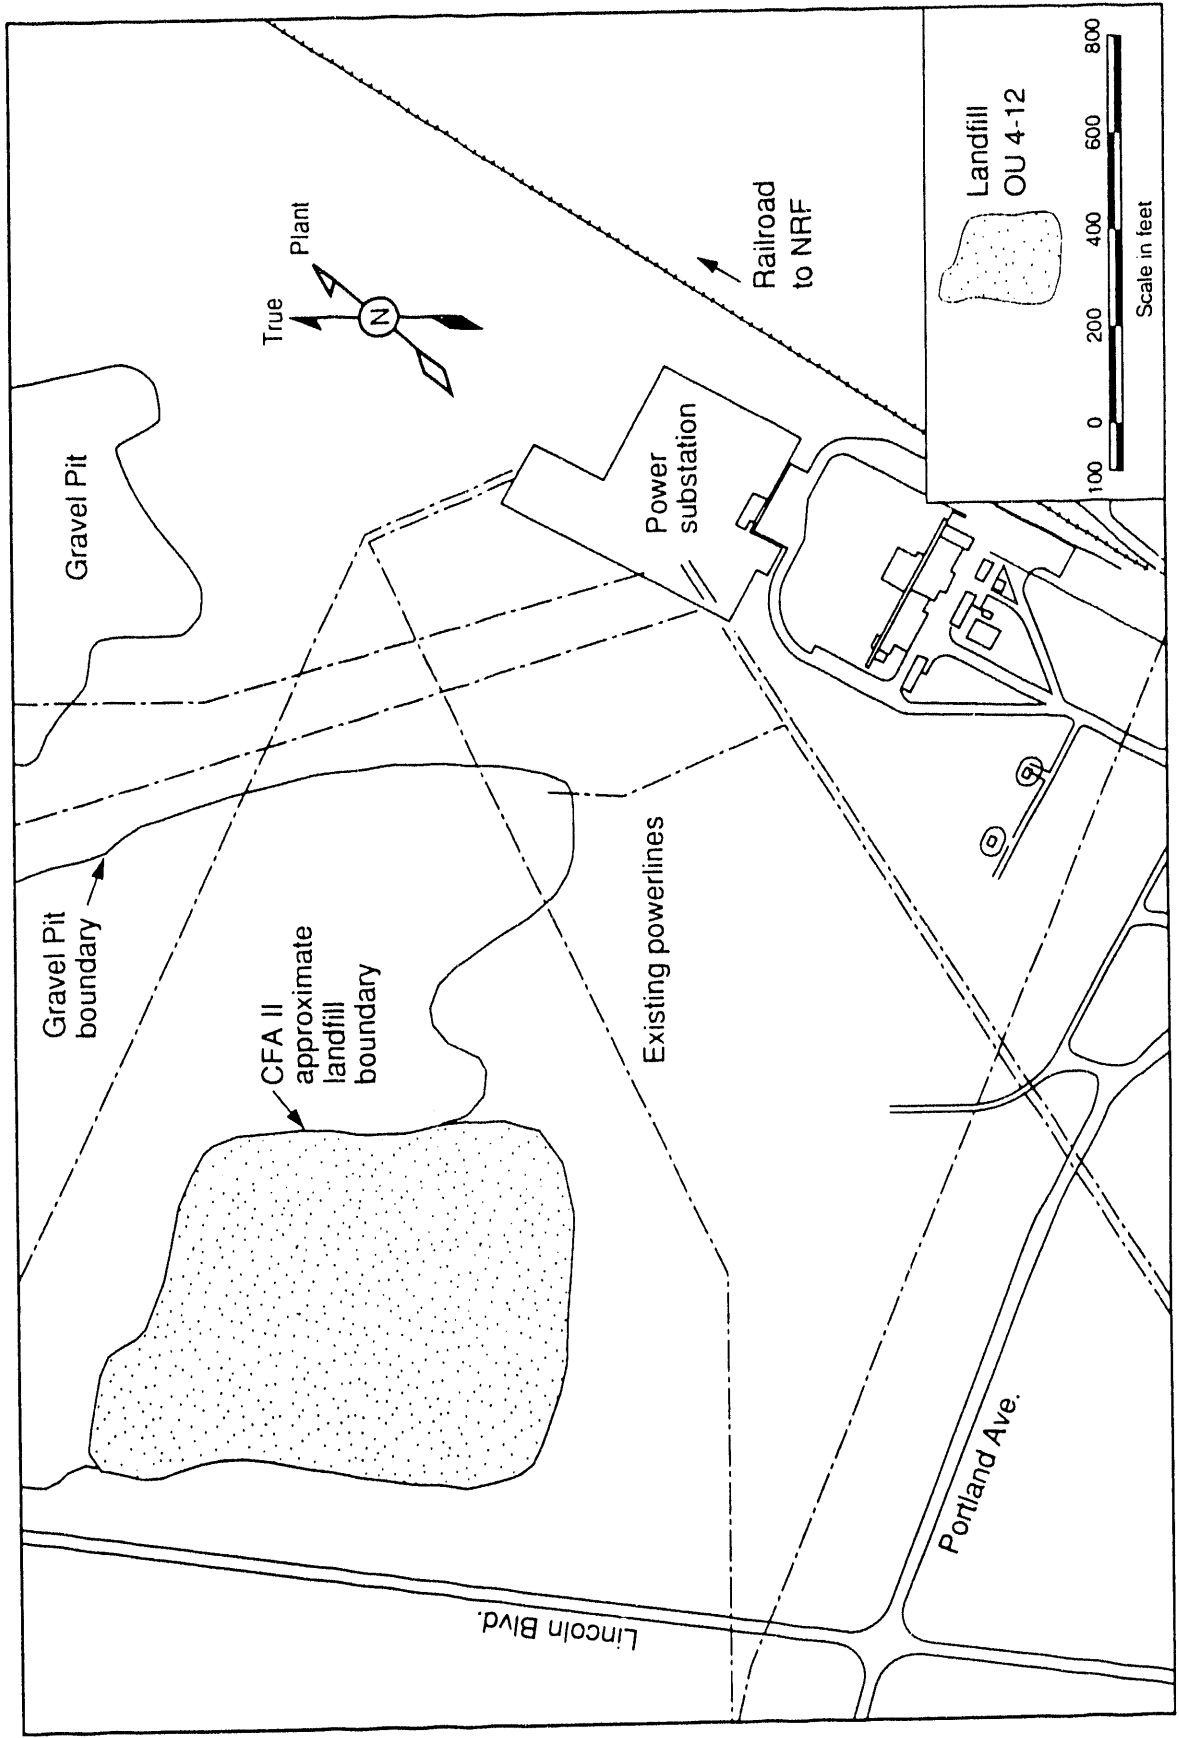 Gravel Pit
True
Plant
N
Gravel Pit
boundary
CFA II
approximate
landfill
boundary
Power
substation
Railroad
to NRF
Existing powerlines
Lincoln Blvd.
Portland Ave.
Landfill
OU 4-12
100 0 200 400 600 800
Scale in feet